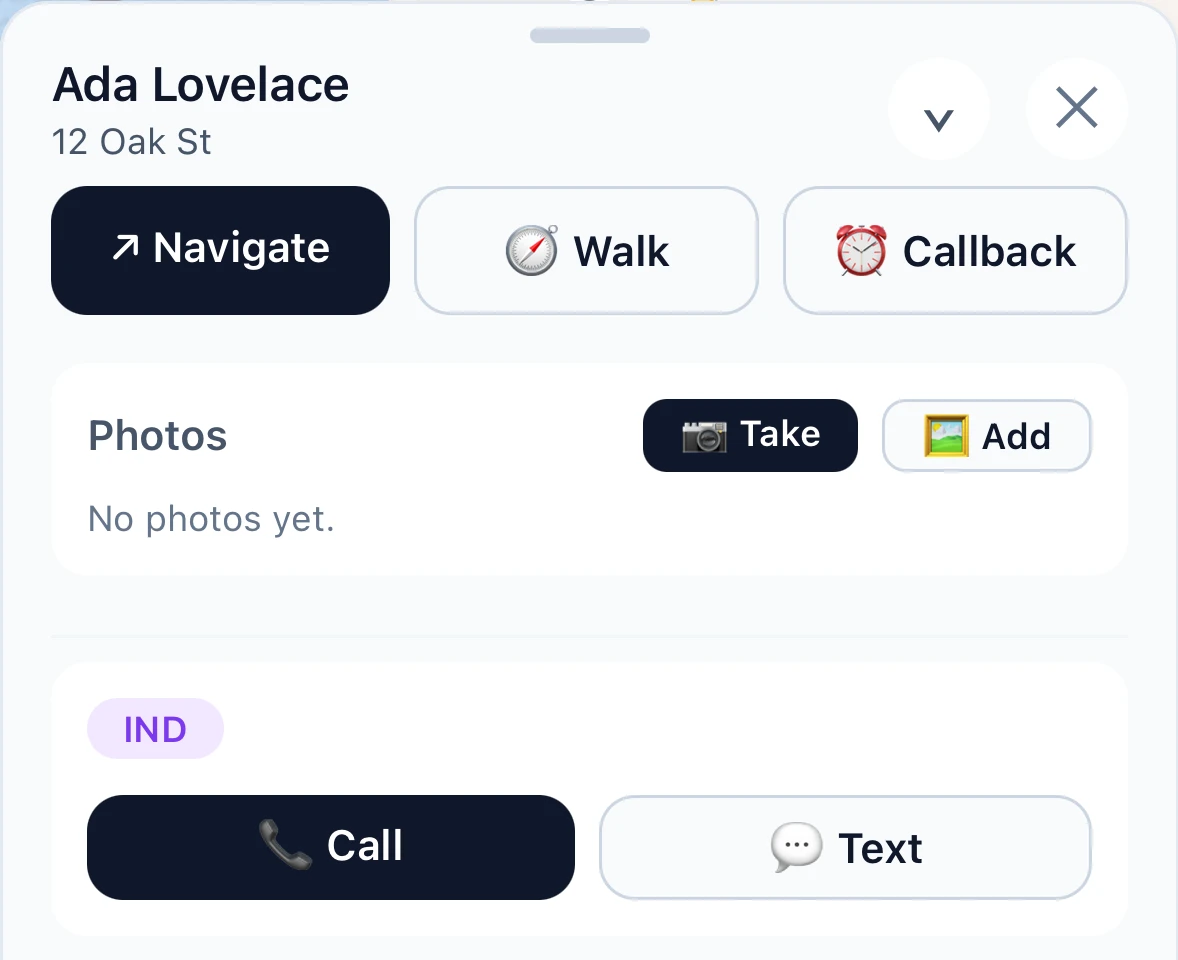 Ada Lovelace
12 Oak St
Navigate
Walk
Callback
Photos
Take
Add
No photos yet.
IND
Call
Text